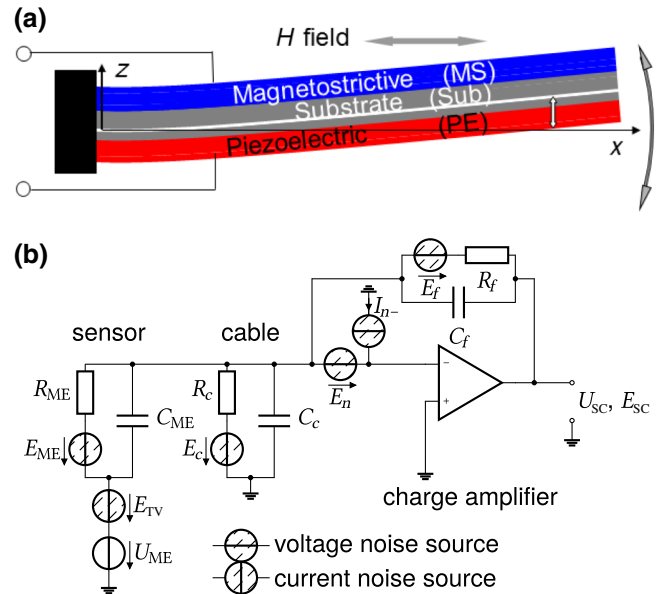 (a)
H field
z
Magnetostrictive (MS)
Substrate (Sub)
Piezoelectric (PE)
x
(b)
E_f
R_f
C_f
I_{n−}
sensor
cable
R_ME
C_ME
R_c
C_c
E_n
−
+
E_ME
E_c
U_SC, E_SC
E_TV
charge amplifier
U_ME
voltage noise source
current noise source